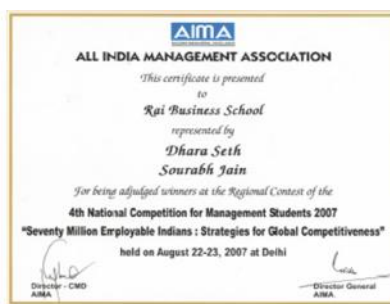 AIMA
ALL INDIA MANAGEMENT ASSOCIATION
This certificate is presented
to
Rai Business School
represented by
Dhara Seth
Sourabh Jain
For being adjudged winners at the Regional Contest of the
4th National Competition for Management Students 2007
"Seventy Million Employable Indians : Strategies for Global Competitiveness"
held on August 22-23, 2007 at Delhi
Director - CMD
AIMA
Director General
AIMA